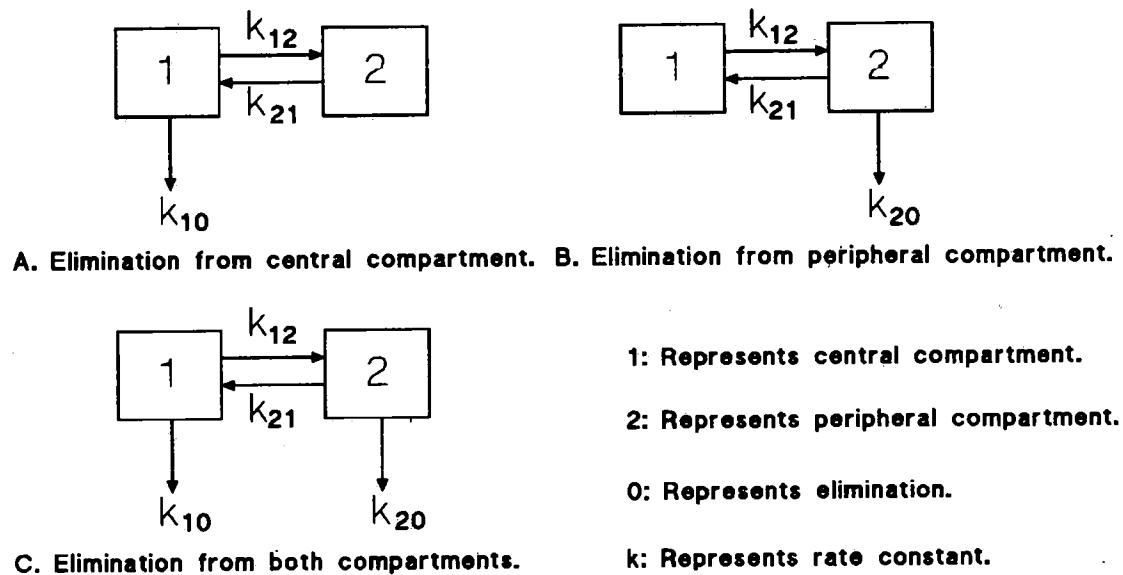 k12
1
2
k21
k10
k12
1
2
k21
k20
A. Elimination from central compartment.
B. Elimination from peripheral compartment.
k12
1
2
k21
k10
k20
C. Elimination from both compartments.
1: Represents central compartment.
2: Represents peripheral compartment.
0: Represents elimination.
k: Represents rate constant.